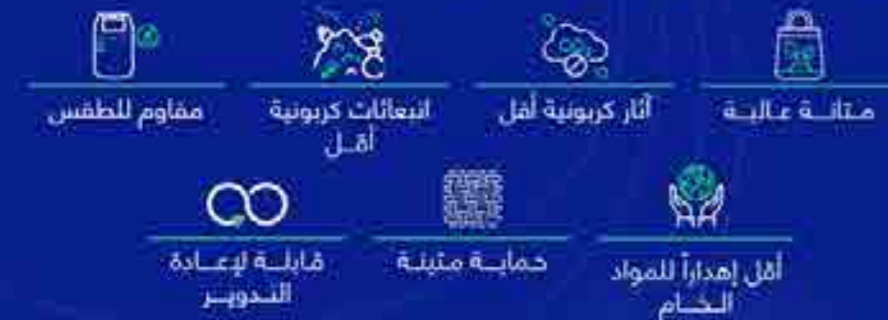 متانة عالية
آثار كربونية أقل
انبعاثات كربونية
أقل
مقاوم للطقس
أقل إهداراً للمواد
الخام
حماية متينة
قابلة لإعادة
التدوير